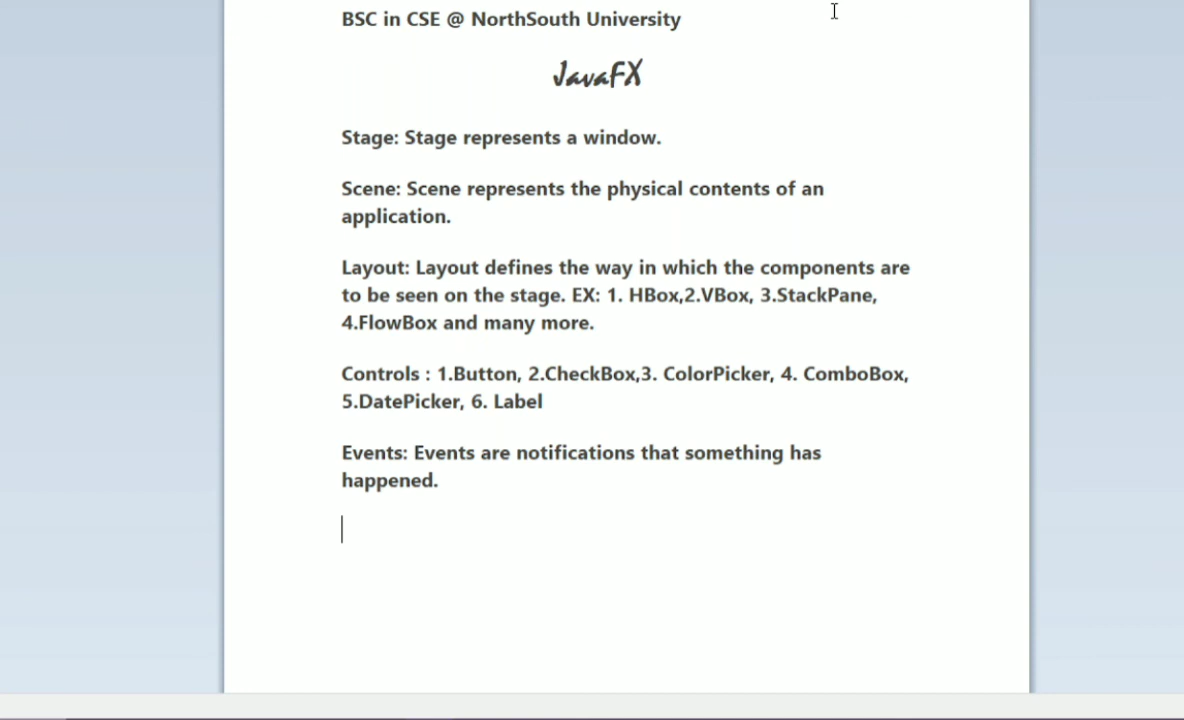 BSC in CSE @ NorthSouth University
JavaFX
Stage: Stage represents a window.
Scene: Scene represents the physical contents of an
application.
Layout: Layout defines the way in which the components are
to be seen on the stage. EX: 1. HBox,2.VBox, 3.StackPane,
4.FlowBox and many more.
Controls : 1.Button, 2.CheckBox,3. ColorPicker, 4. ComboBox,
5.DatePicker, 6. Label
Events: Events are notifications that something has
happened.